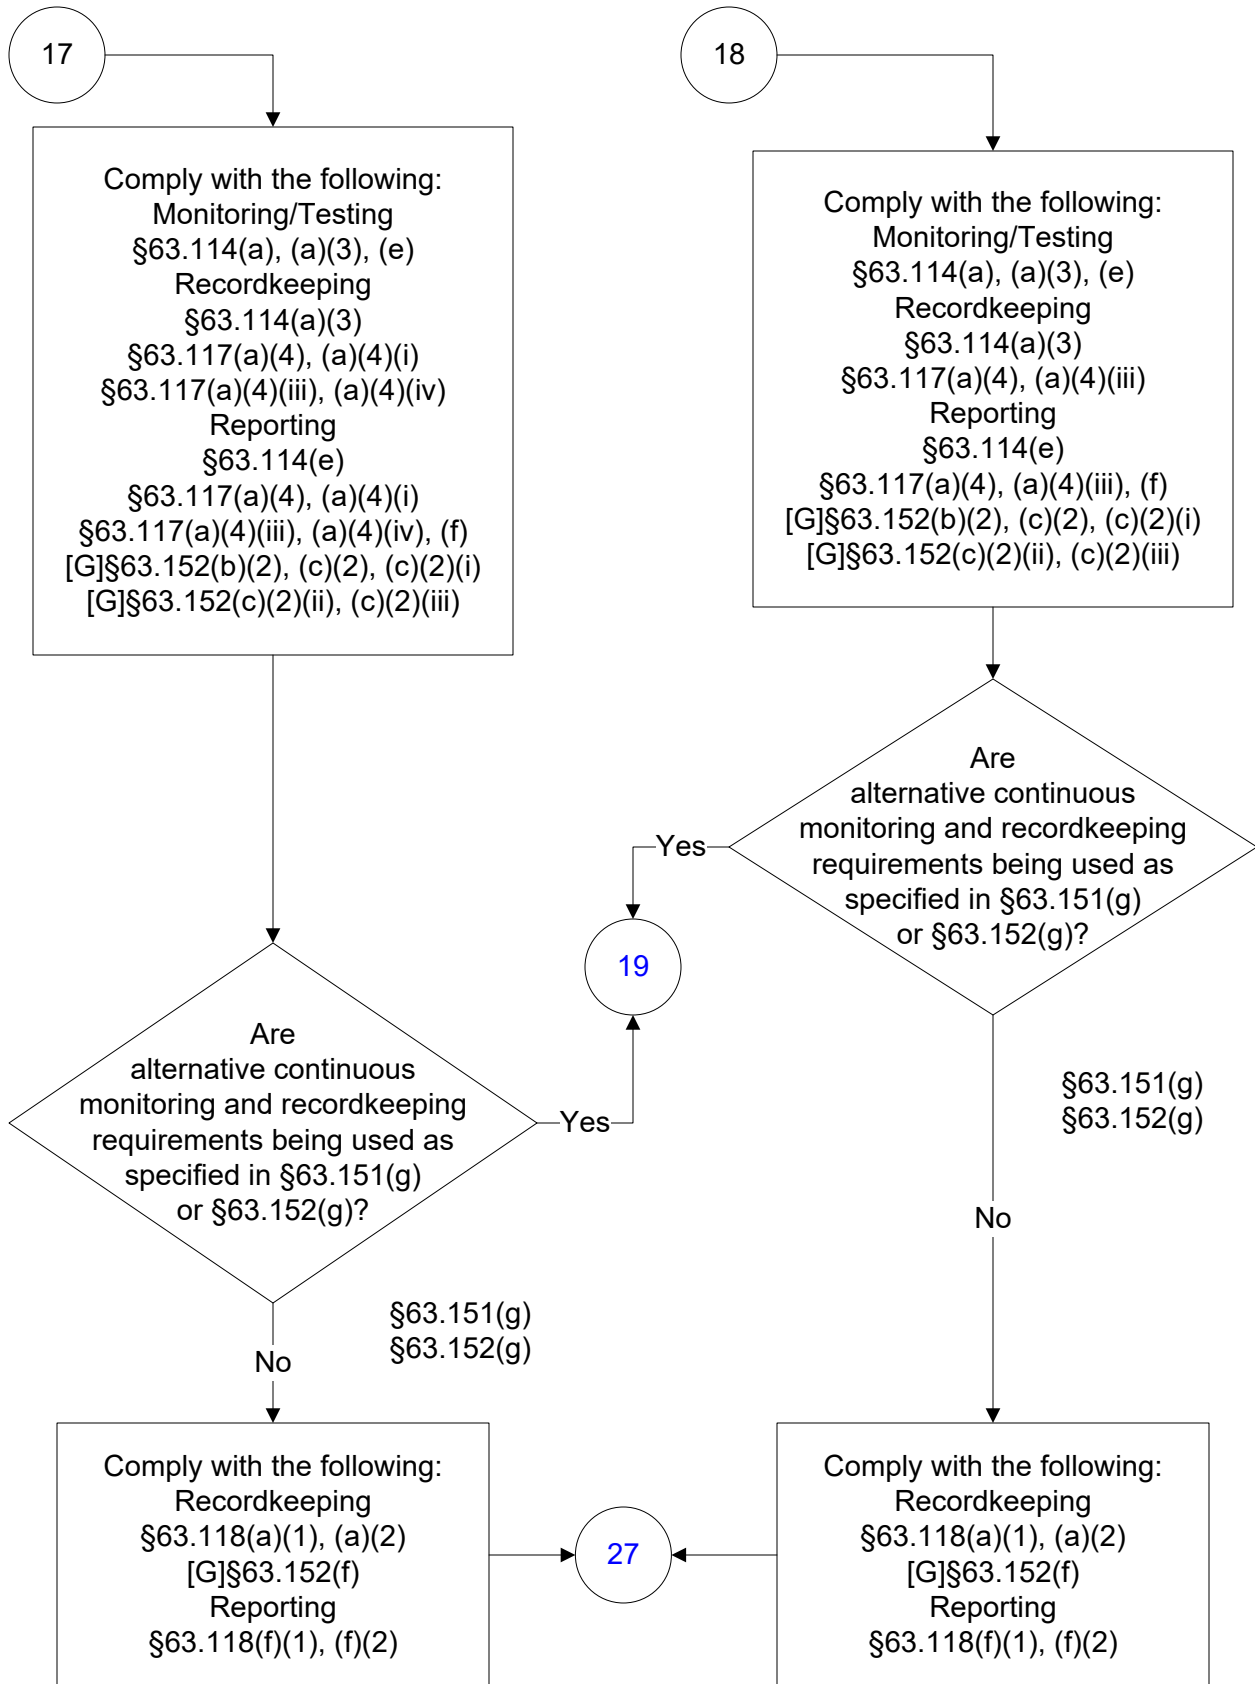 17
Comply with the following:
Monitoring/Testing
§63.114(a), (a)(3), (e)
Recordkeeping
§63.114(a)(3)
§63.117(a)(4), (a)(4)(i)
§63.117(a)(4)(iii), (a)(4)(iv)
Reporting
§63.114(e)
§63.117(a)(4), (a)(4)(i)
§63.117(a)(4)(iii), (a)(4)(iv), (f)
[G]§63.152(b)(2), (c)(2), (c)(2)(i)
[G]§63.152(c)(2)(ii), (c)(2)(iii)
Are
alternative continuous
monitoring and recordkeeping
requirements being used as
specified in §63.151(g)
or §63.152(g)?
Yes
§63.151(g)
§63.152(g)
No
Comply with the following:
Recordkeeping
§63.118(a)(1), (a)(2)
[G]§63.152(f)
Reporting
§63.118(f)(1), (f)(2)
18
Comply with the following:
Monitoring/Testing
§63.114(a), (a)(3), (e)
Recordkeeping
§63.114(a)(3)
§63.117(a)(4), (a)(4)(iii)
Reporting
§63.114(e)
§63.117(a)(4), (a)(4)(iii), (f)
[G]§63.152(b)(2), (c)(2), (c)(2)(i)
[G]§63.152(c)(2)(ii), (c)(2)(iii)
Are
alternative continuous
monitoring and recordkeeping
requirements being used as
specified in §63.151(g)
or §63.152(g)?
Yes
19
§63.151(g)
§63.152(g)
No
Comply with the following:
Recordkeeping
§63.118(a)(1), (a)(2)
[G]§63.152(f)
Reporting
§63.118(f)(1), (f)(2)
27